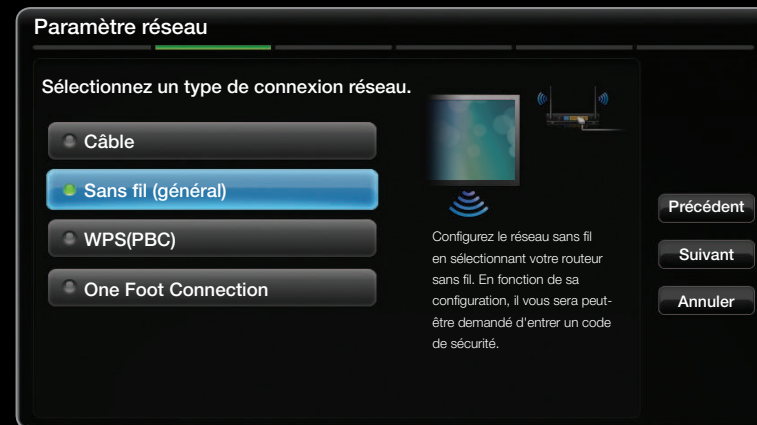 Paramètre réseau
Sélectionnez un type de connexion réseau.
Câble
Sans fil (général)
WPS(PBC)
One Foot Connection
Configurez le réseau sans fil
en sélectionnant votre routeur
sans fil. En fonction de sa
configuration, il vous sera peut-
être demandé d'entrer un code
de sécurité.
Précédent
Suivant
Annuler